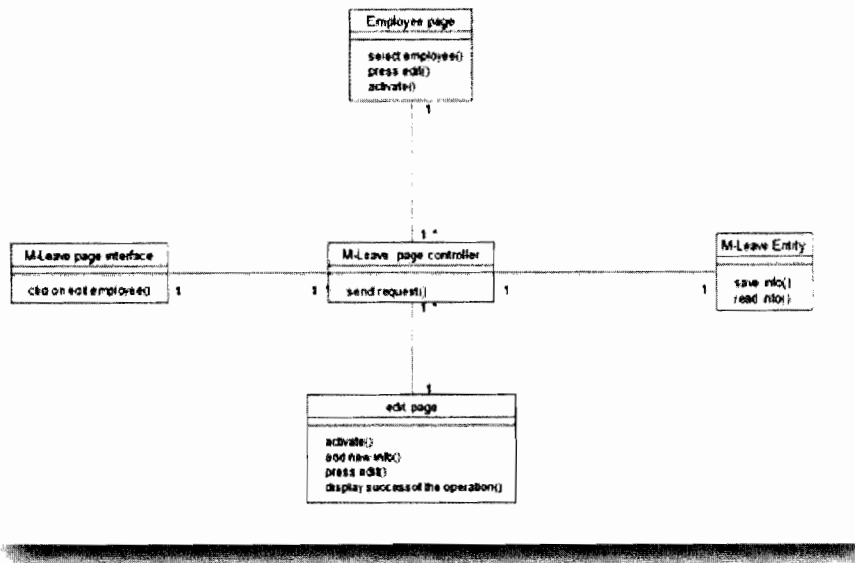 Employee page
select employee()
press edit()
activate()
1
1 *
M-Leave page interface
click on edit employee()
1
1 *
M-Leave page controller
send request()
1
1
M-Leave Entity
save info()
read info()
1 *
1
edit page
activate()
add new info()
press edit()
display success of the operation()